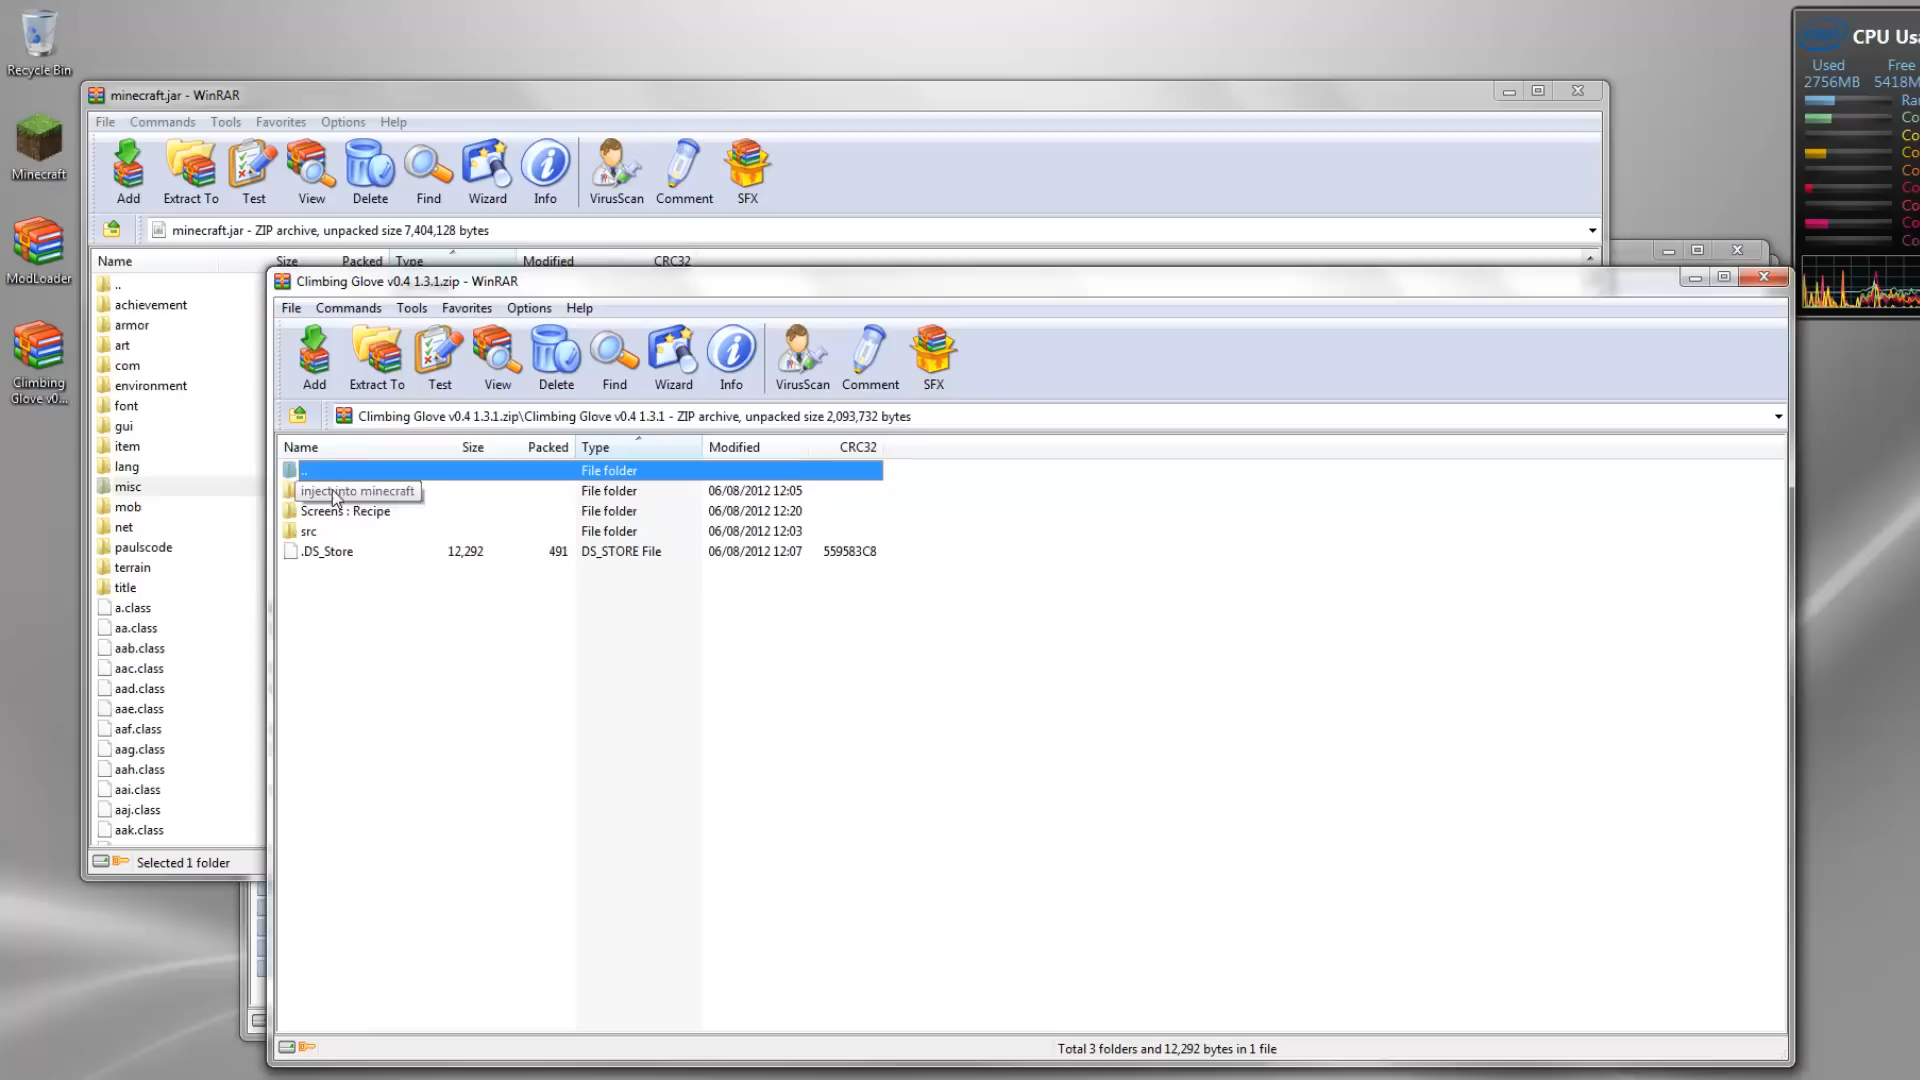 Recycle Bin
Minecraft
ModLoader
Climbing
Glove v0...
minecraft.jar - WinRAR
File Commands Tools Favorites Options Help
Add Extract To Test View Delete Find Wizard Info VirusScan Comment SFX
minecraft.jar - ZIP archive, unpacked size 7,404,128 bytes
Name Size Packed Type Modified CRC32
..
achievement
armor
art
com
environment
font
gui
item
lang
misc
mob
net
paulscode
terrain
title
a.class
aa.class
aab.class
aac.class
aad.class
aae.class
aaf.class
aag.class
aah.class
aai.class
aaj.class
aak.class
Selected 1 folder
Climbing Glove v0.4 1.3.1.zip - WinRAR
File Commands Tools Favorites Options Help
Add Extract To Test View Delete Find Wizard Info VirusScan Comment SFX
Climbing Glove v0.4 1.3.1.zip\Climbing Glove v0.4 1.3.1 - ZIP archive, unpacked size 2,093,732 bytes
Name Size Packed Type Modified CRC32
.. File folder
inject into minecraft File folder 06/08/2012 12:05
Screens : Recipe File folder 06/08/2012 12:20
src File folder 06/08/2012 12:03
.DS_Store 12,292 491 DS_STORE File 06/08/2012 12:07 559583C8
Total 3 folders and 12,292 bytes in 1 file
CPU Usa
Used Free
2756MB 5418M
Ra
Co
Co
Co
Co
Co
Co
Co
Co